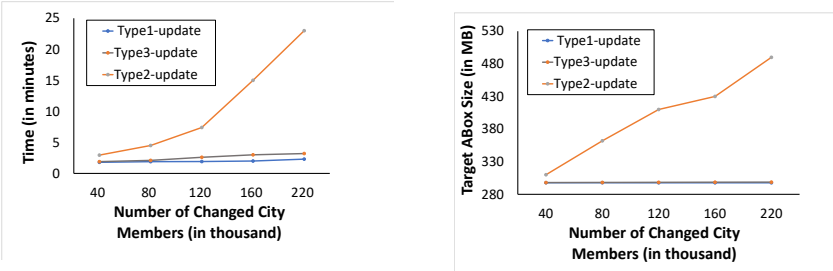 25
20
15
10
5
0
Time (in minutes)
Type1-update
Type3-update
Type2-update
40 80 120 160 220
Number of Changed City
Members (in thousand)
530
480
430
380
330
280
Target ABox Size (in MB)
Type1-update
Type3-update
Type2-update
40 80 120 160 220
Number of Changed City
Members (in thousand)